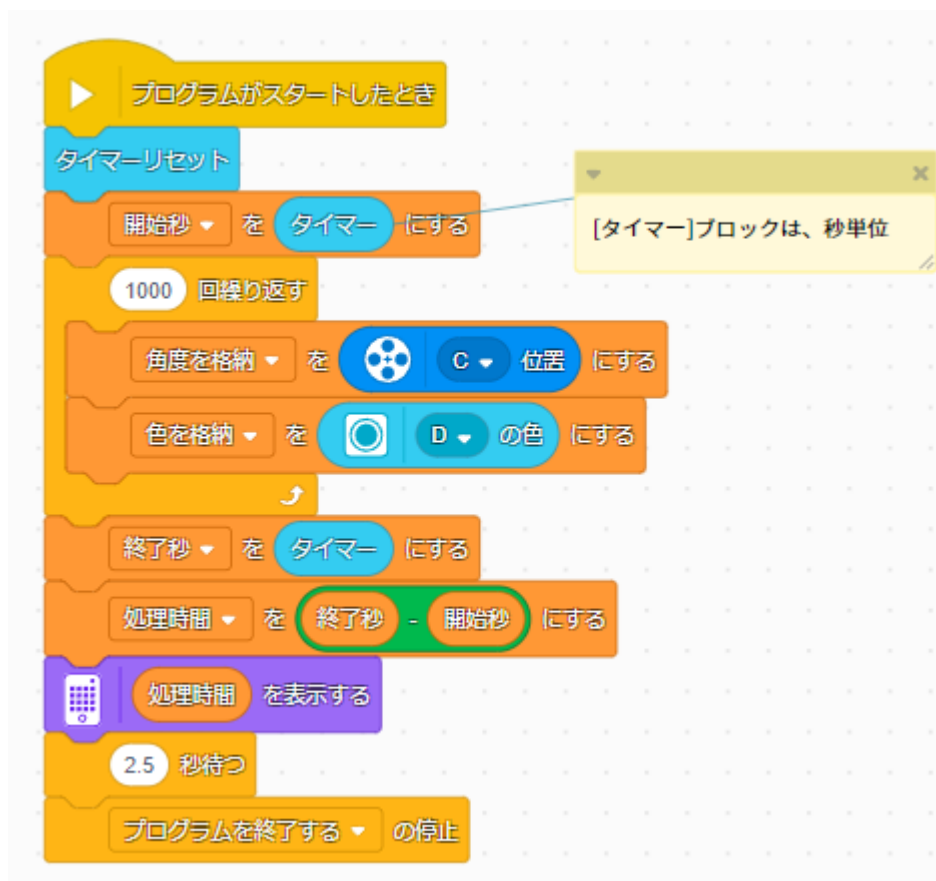 プログラムがスタートしたとき
タイマーリセット
開始秒 を タイマー にする
[タイマー]ブロックは、秒単位
1000 回繰り返す
角度を格納 を C 位置 にする
色を格納 を D の色 にする
終了秒 を タイマー にする
処理時間 を 終了秒 - 開始秒 にする
処理時間 を表示する
2.5 秒待つ
プログラムを終了する の停止